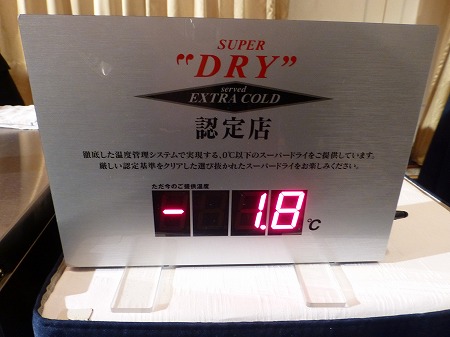 SUPER
"DRY"
served
EXTRA COLD
認定店
徹底した温度管理システムで実現する、0℃以下のスーパードライをご提供しています。
厳しい認定基準をクリアした選び抜かれたスーパードライをお楽しみください。
ただ今のご提供温度
- 1.8 ℃